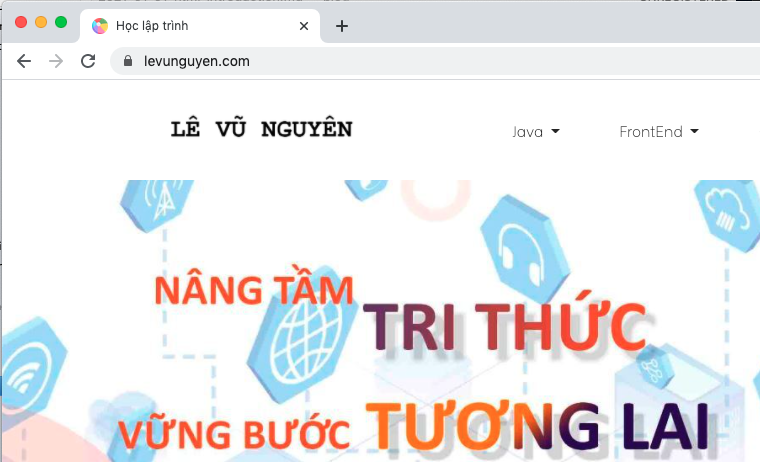 Học lập trình
levunguyen.com
LÊ VŨ NGUYÊN
Java
FrontEnd
NÂNG TẦM
TRI THỨC
VỮNG BƯỚC
TƯƠNG LAI